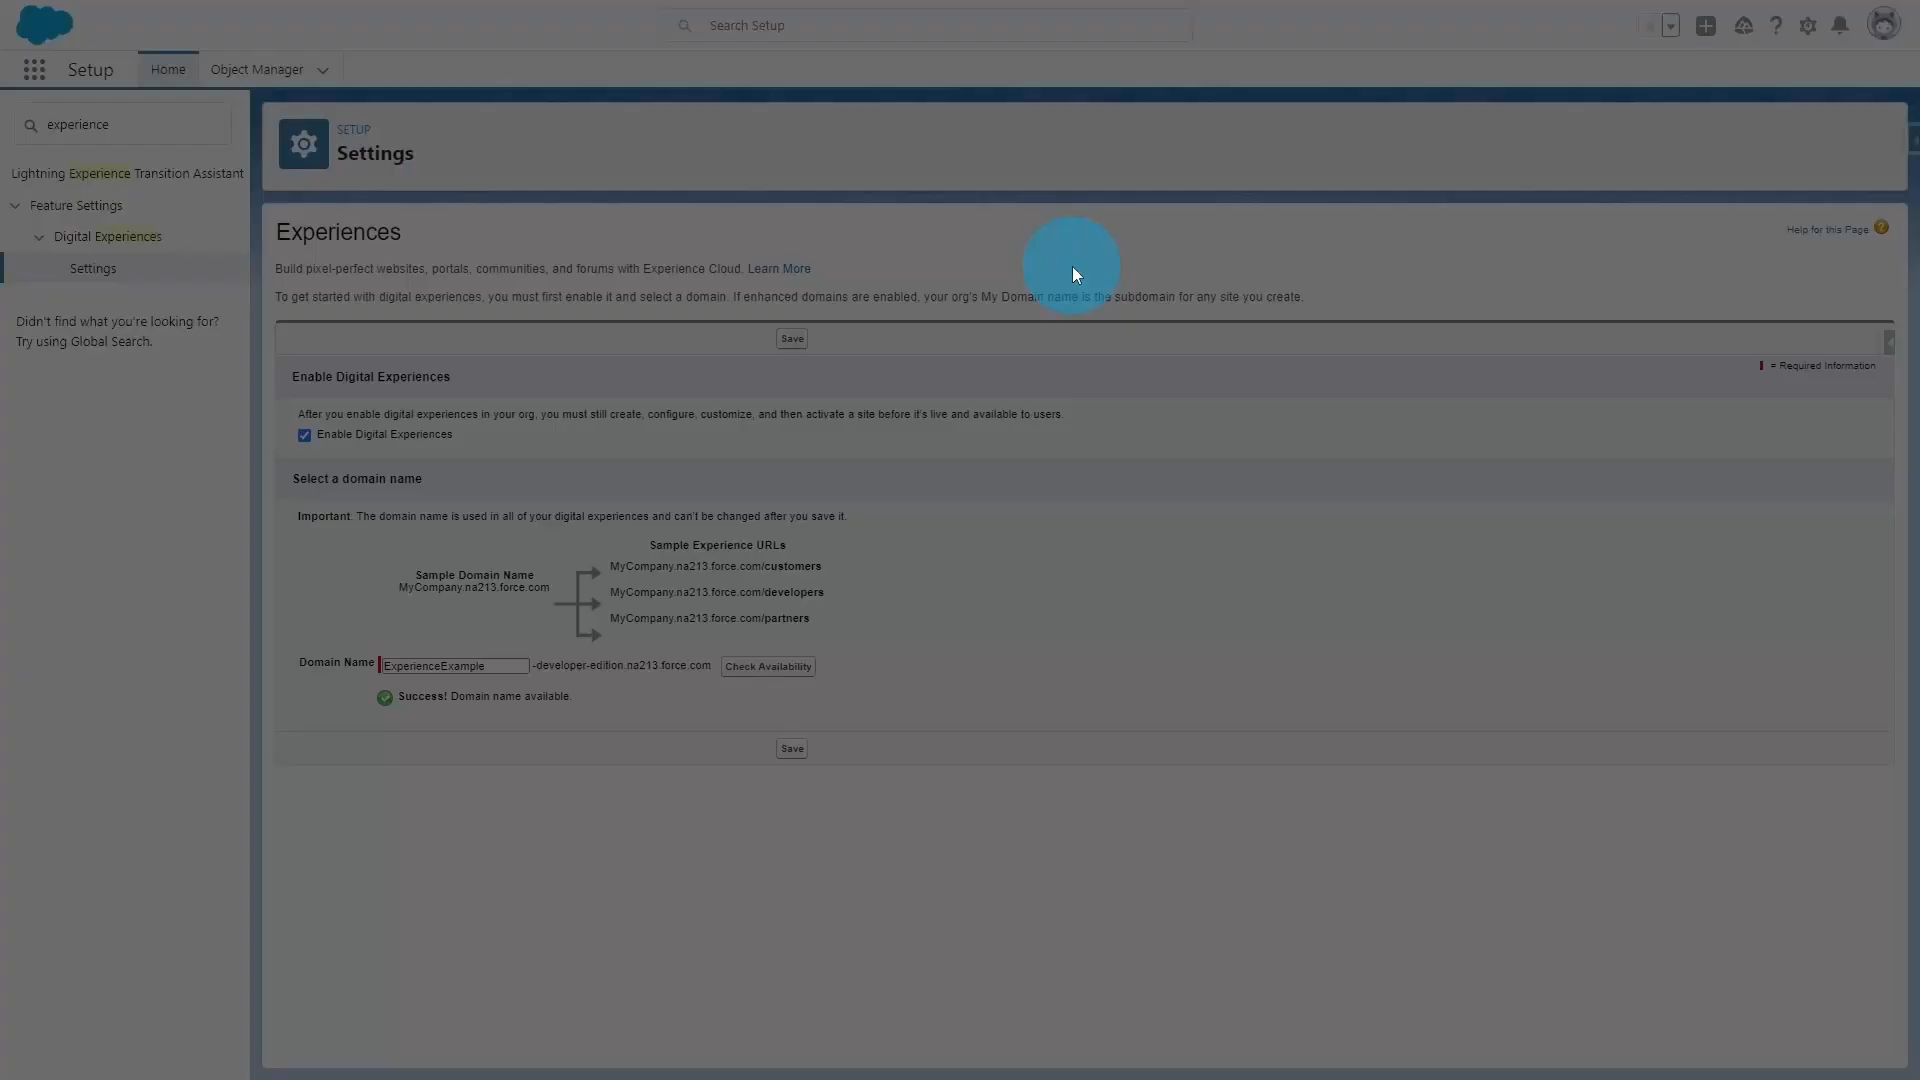 Search Setup
Setup
Home
Object Manager
experience
Lightning Experience Transition Assistant
Feature Settings
Digital Experiences
Settings
Didn't find what you're looking for?
Try using Global Search.
SETUP
Settings
Experiences
Help for this Page
Build pixel-perfect websites, portals, communities, and forums with Experience Cloud. Learn More
To get started with digital experiences, you must first enable it and select a domain. If enhanced domains are enabled, your org's My Domain name is the subdomain for any site you create.
Save
= Required Information
Enable Digital Experiences
After you enable digital experiences in your org, you must still create, configure, customize, and then activate a site before it's live and available to users.
Enable Digital Experiences
Select a domain name
Important: The domain name is used in all of your digital experiences and can't be changed after you save it.
Sample Experience URLs
Sample Domain Name
MyCompany.na213.force.com
MyCompany.na213.force.com/customers
MyCompany.na213.force.com/developers
MyCompany.na213.force.com/partners
Domain Name ExperienceExample -developer-edition.na213.force.com Check Availability
Success! Domain name available.
Save